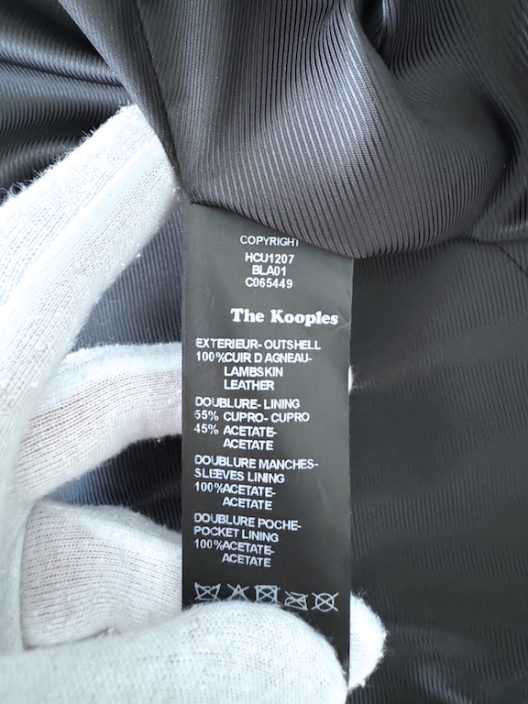 COPYRIGHT
HCU1207
BLA01
C065449
The Kooples
EXTERIEUR- OUTSHELL
100%CUIR D AGNEAU-
LAMBSKIN
LEATHER
DOUBLURE- LINING
55% CUPRO- CUPRO
45% ACETATE-
ACETATE
DOUBLURE MANCHES-
SLEEVES LINING
100%ACETATE-
ACETATE
DOUBLURE POCHE-
POCKET LINING
100%ACETATE-
ACETATE